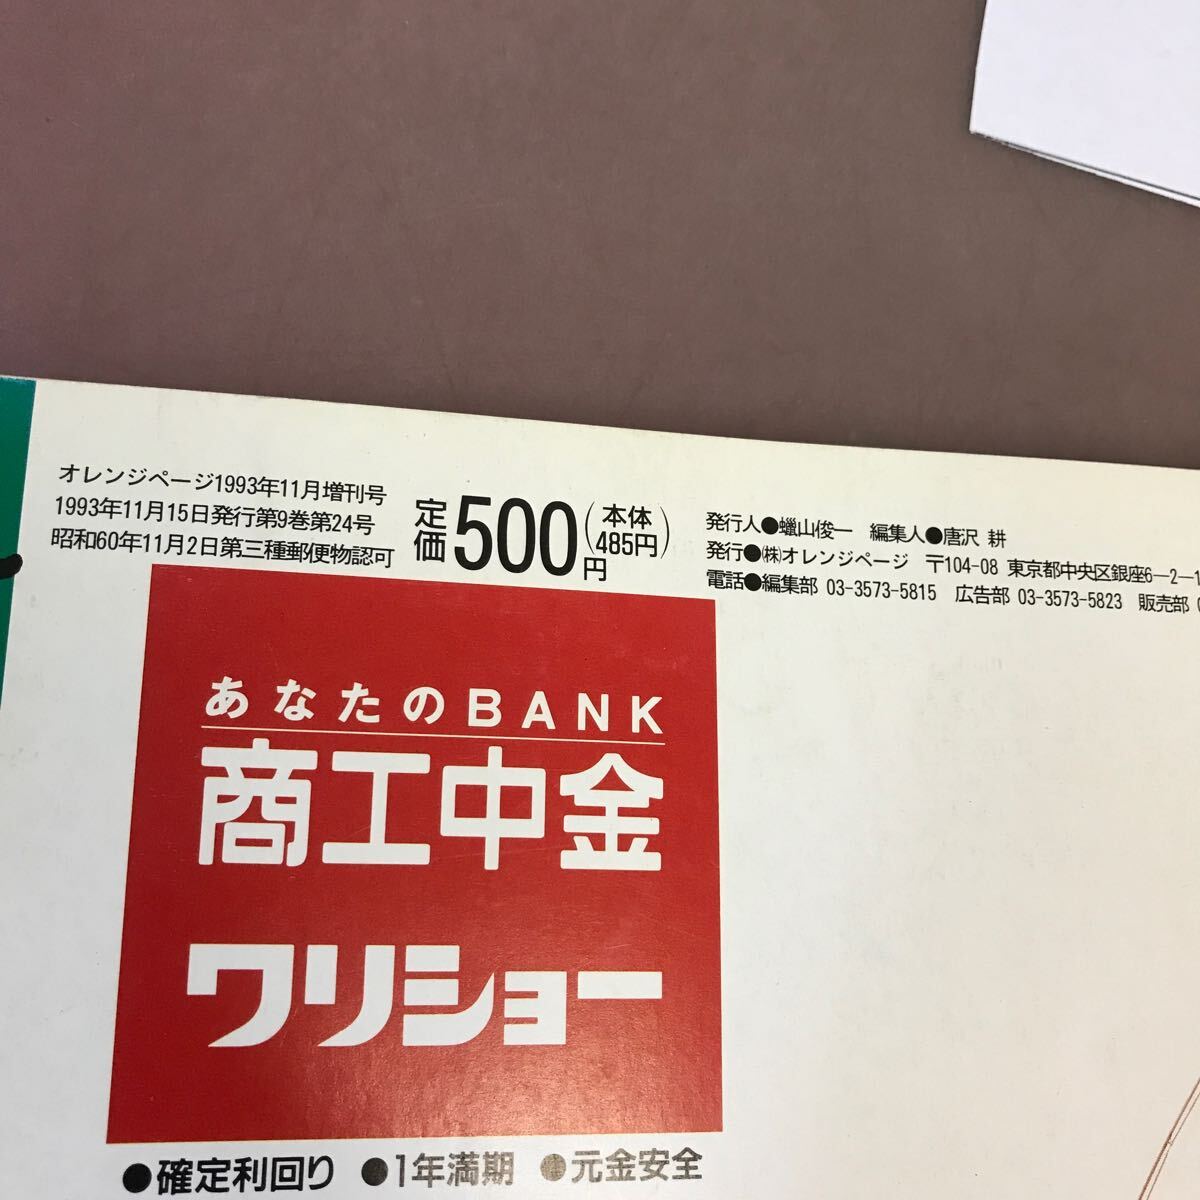 オレンジページ1993年11月増刊号
1993年11月15日発行第9巻第24号
昭和60年11月2日第三種郵便物認可
定価500円(本体485円)
発行人●蠟山俊一 編集人●唐沢 耕
発行●㈱オレンジページ 〒104-08 東京都中央区銀座6-2-1
電話●編集部 03-3573-5815 広告部 03-3573-5823 販売部 0
あなたのBANK
商工中金
ワリショー
●確定利回り ●1年満期 ●元金安全